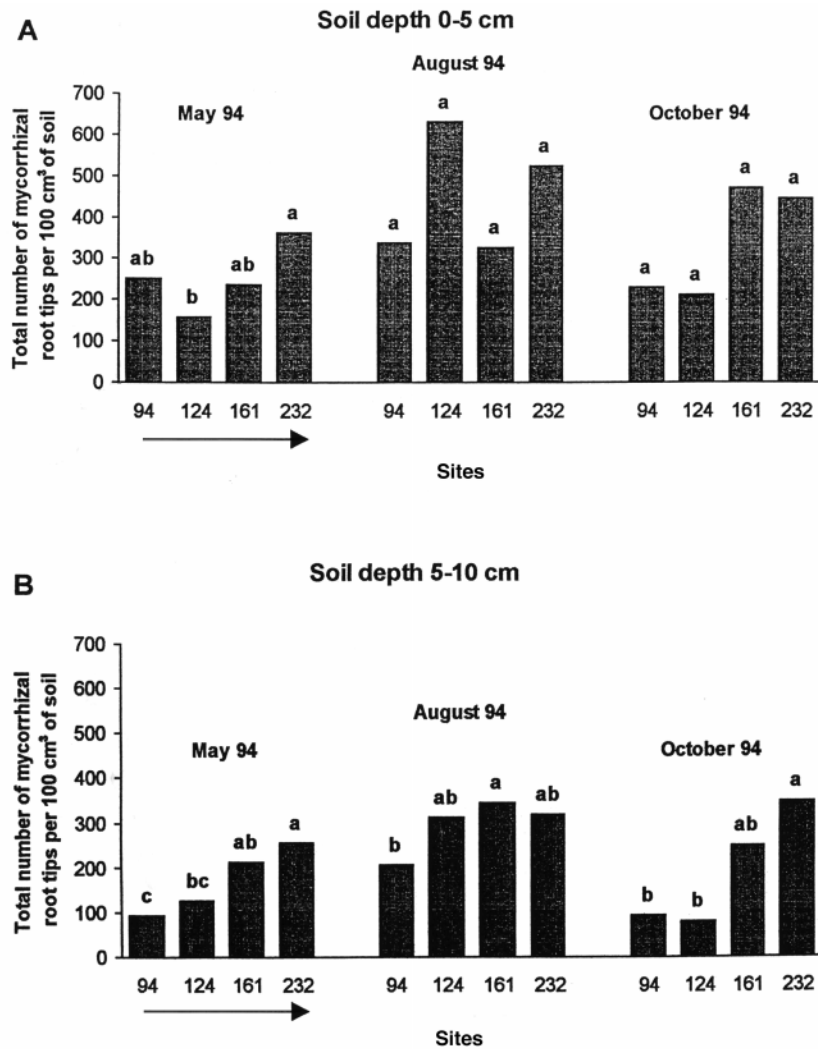 A
Soil depth 0-5 cm
August 94
May 94
October 94
Total number of mycorrhizal
root tips per 100 cm³ of soil
700
600
500
400
300
200
100
0
ab b ab a
a a a a
a a a a
94 124 161 232
94 124 161 232
94 124 161 232
Sites
B
Soil depth 5-10 cm
August 94
May 94
October 94
Total number of mycorrhizal
root tips per 100 cm³ of soil
700
600
500
400
300
200
100
0
c bc ab a
b ab a ab
b b ab a
94 124 161 232
94 124 161 232
94 124 161 232
Sites